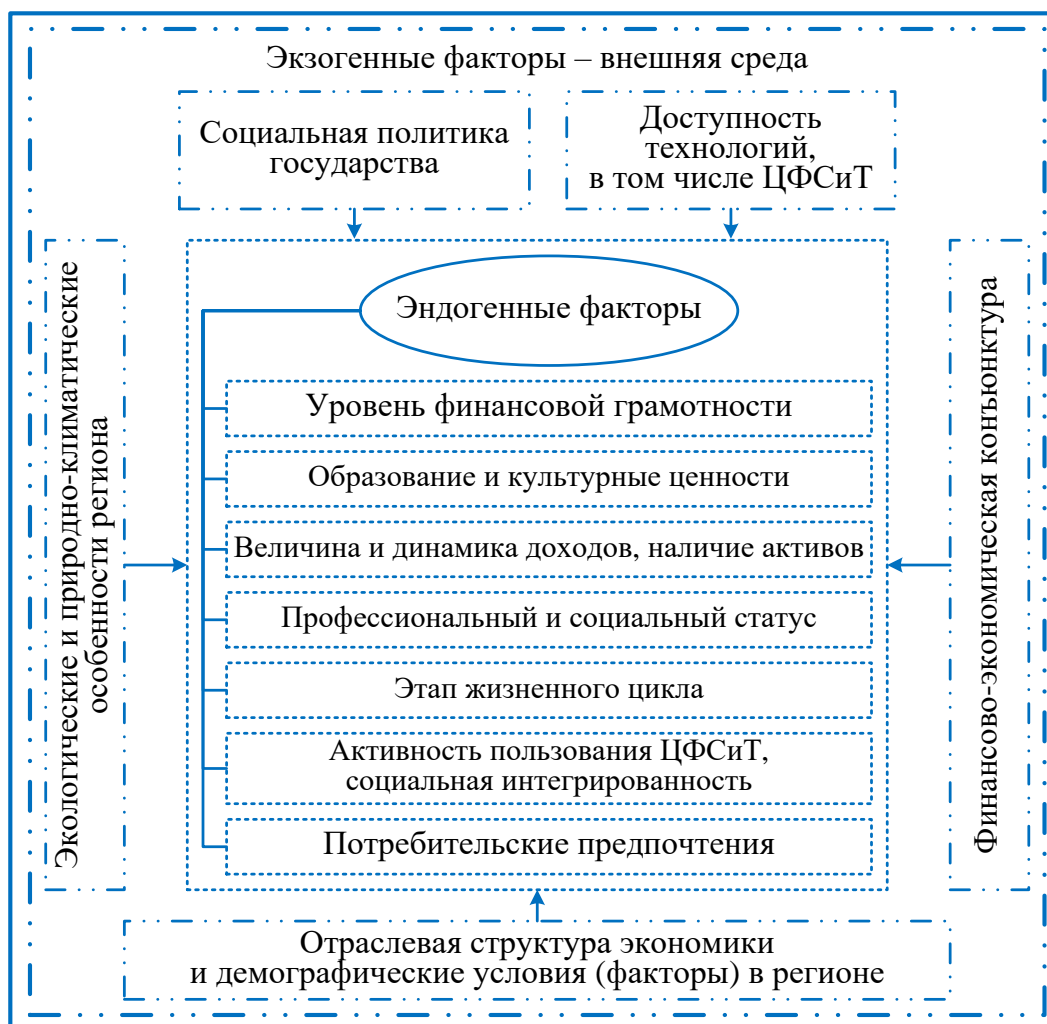 Экзогенные факторы – внешняя среда
Социальная политика
государства
Доступность
технологий,
в том числе ЦФСиТ
Экологические и природно-климатические
особенности региона
Эндогенные факторы
Уровень финансовой грамотности
Образование и культурные ценности
Величина и динамика доходов, наличие активов
Профессиональный и социальный статус
Этап жизненного цикла
Активность пользования ЦФСиТ,
социальная интегрированность
Потребительские предпочтения
Финансово-экономическая конъюнктура
Отраслевая структура экономики
и демографические условия (факторы) в регионе